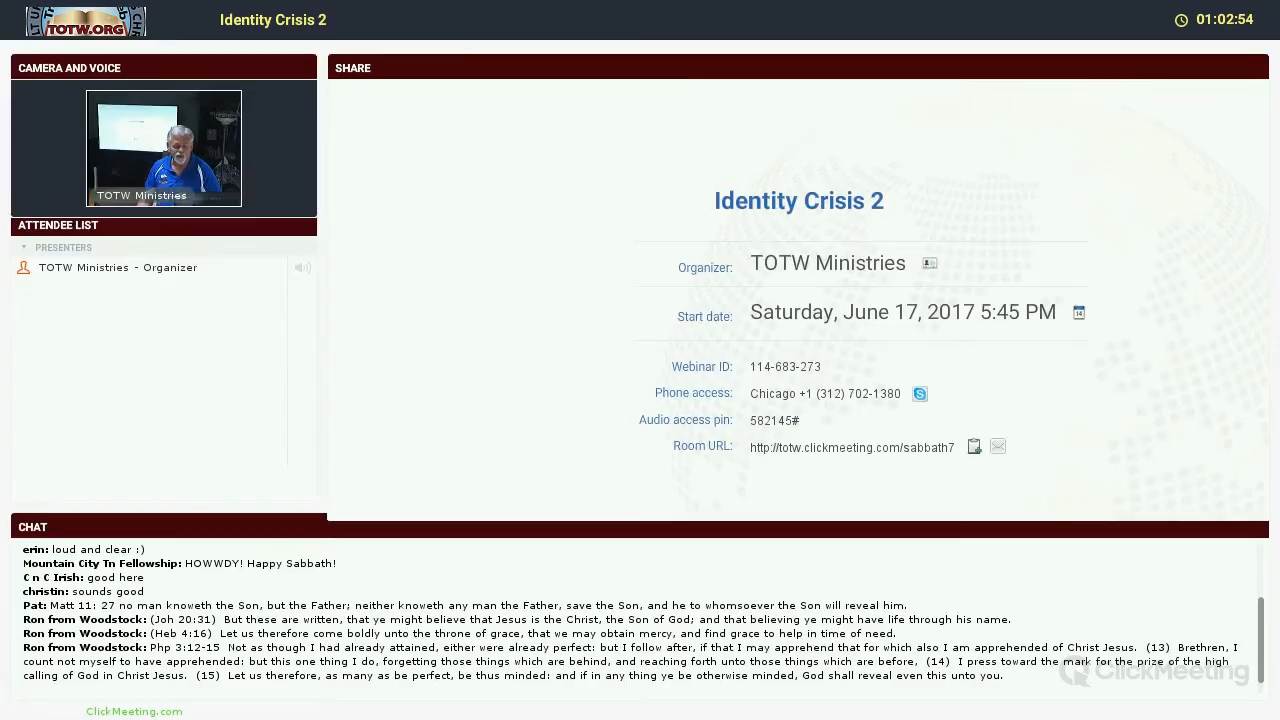 TOTW.ORG
Identity Crisis 2
01:02:54
CAMERA AND VOICE
SHARE
TOTW Ministries
ATTENDEE LIST
PRESENTERS
TOTW Ministries - Organizer
Identity Crisis 2
Organizer: TOTW Ministries
Start date: Saturday, June 17, 2017 5:45 PM
Webinar ID: 114-683-273
Phone access: Chicago +1 (312) 702-1380
Audio access pin: 582145#
Room URL: http://totw.clickmeeting.com/sabbath7
CHAT
erin: loud and clear :)
Mountain City Tn Fellowship: HOWWDY! Happy Sabbath!
C n C Irish: good here
christin: sounds good
Pat: Matt 11: 27 no man knoweth the Son, but the Father; neither knoweth any man the Father, save the Son, and he to whomsoever the Son will reveal him.
Ron from Woodstock: (Joh 20:31) But these are written, that ye might believe that Jesus is the Christ, the Son of God; and that believing ye might have life through his name.
Ron from Woodstock: (Heb 4:16) Let us therefore come boldly unto the throne of grace, that we may obtain mercy, and find grace to help in time of need.
Ron from Woodstock: Php 3:12-15 Not as though I had already attained, either were already perfect: but I follow after, if that I may apprehend that for which also I am apprehended of Christ Jesus. (13) Brethren, I
count not myself to have apprehended: but this one thing I do, forgetting those things which are behind, and reaching forth unto those things which are before, (14) I press toward the mark for the prize of the high
calling of God in Christ Jesus. (15) Let us therefore, as many as be perfect, be thus minded: and if in any thing ye be otherwise minded, God shall reveal even this unto you.
ClickMeeting
ClickMeeting.com